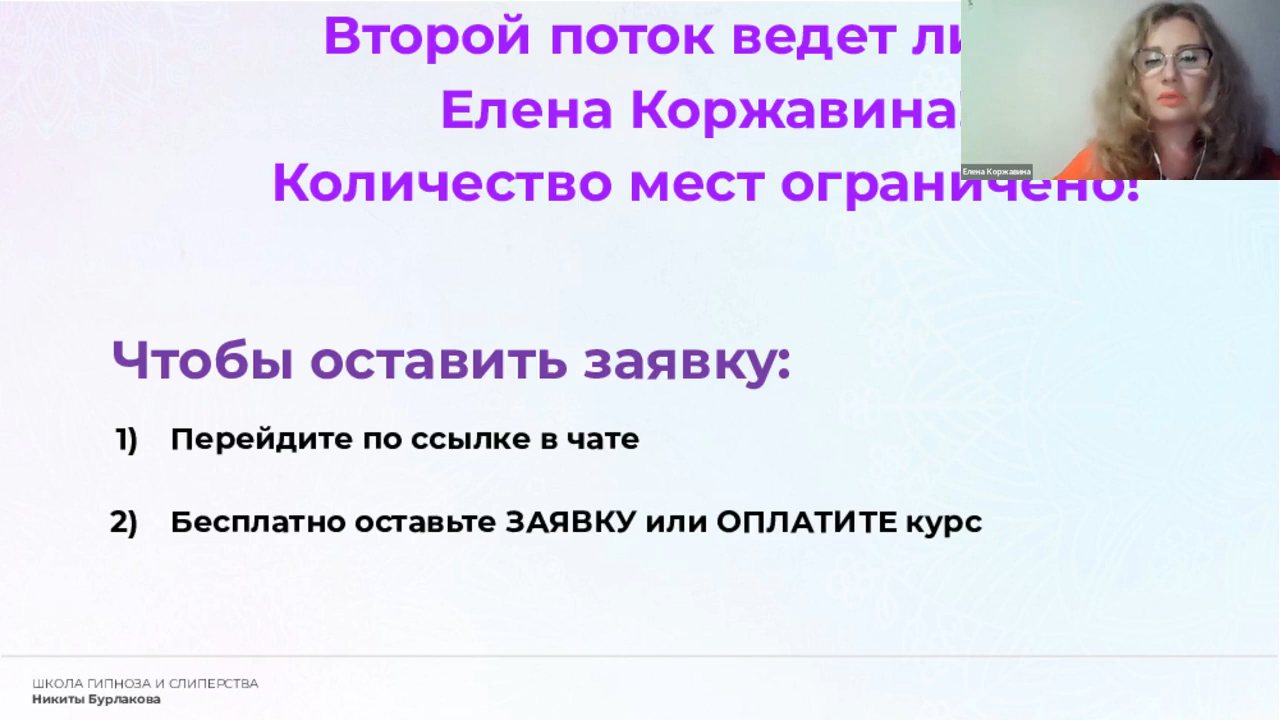 Второй поток ведет
Елена Коржавина!
Количество мест ограничено!
Елена Коржавина
Чтобы оставить заявку:
1) Перейдите по ссылке в чате
2) Бесплатно оставьте ЗАЯВКУ или ОПЛАТИТЕ курс
ШКОЛА ГИПНОЗА И СЛИПЕРСТВА
Никиты Бурлакова